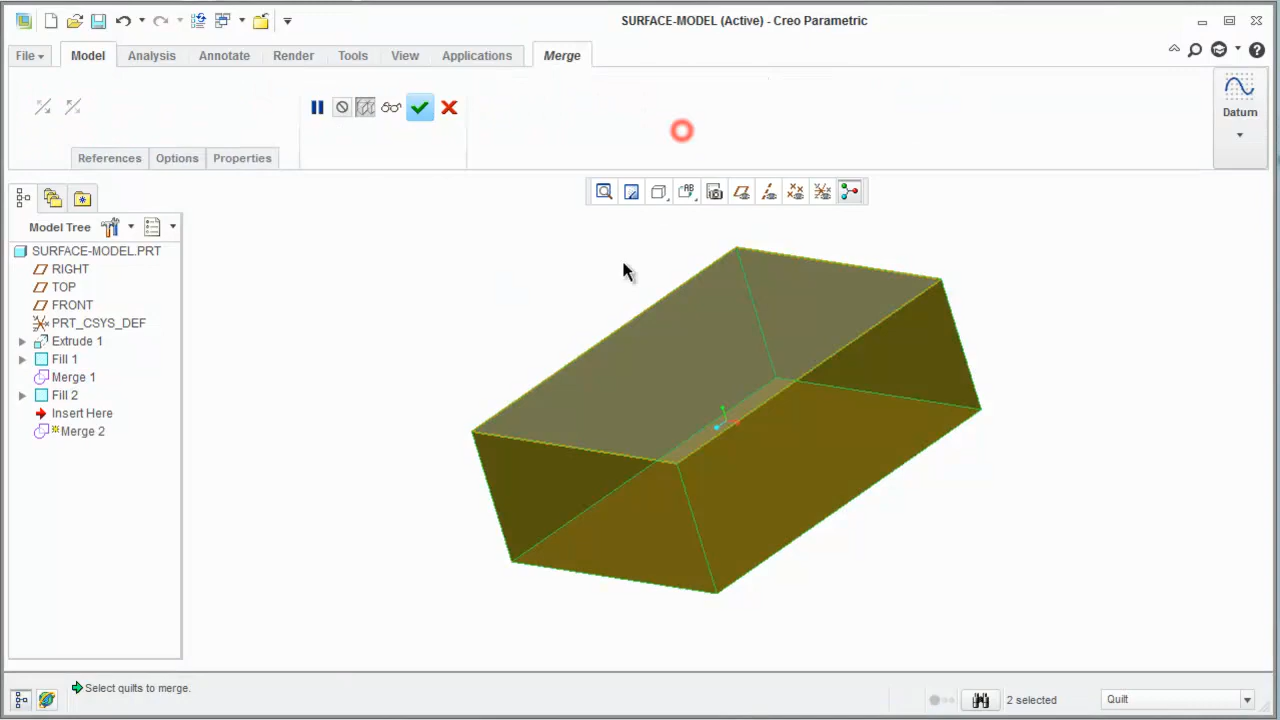 SURFACE-MODEL (Active) - Creo Parametric
File Model Analysis Annotate Render Tools View Applications Merge
Datum
References Options Properties
Model Tree
SURFACE-MODEL.PRT
RIGHT
TOP
FRONT
PRT_CSYS_DEF
Extrude 1
Fill 1
Merge 1
Fill 2
Insert Here
Merge 2
Select quilts to merge.
2 selected
Quilt